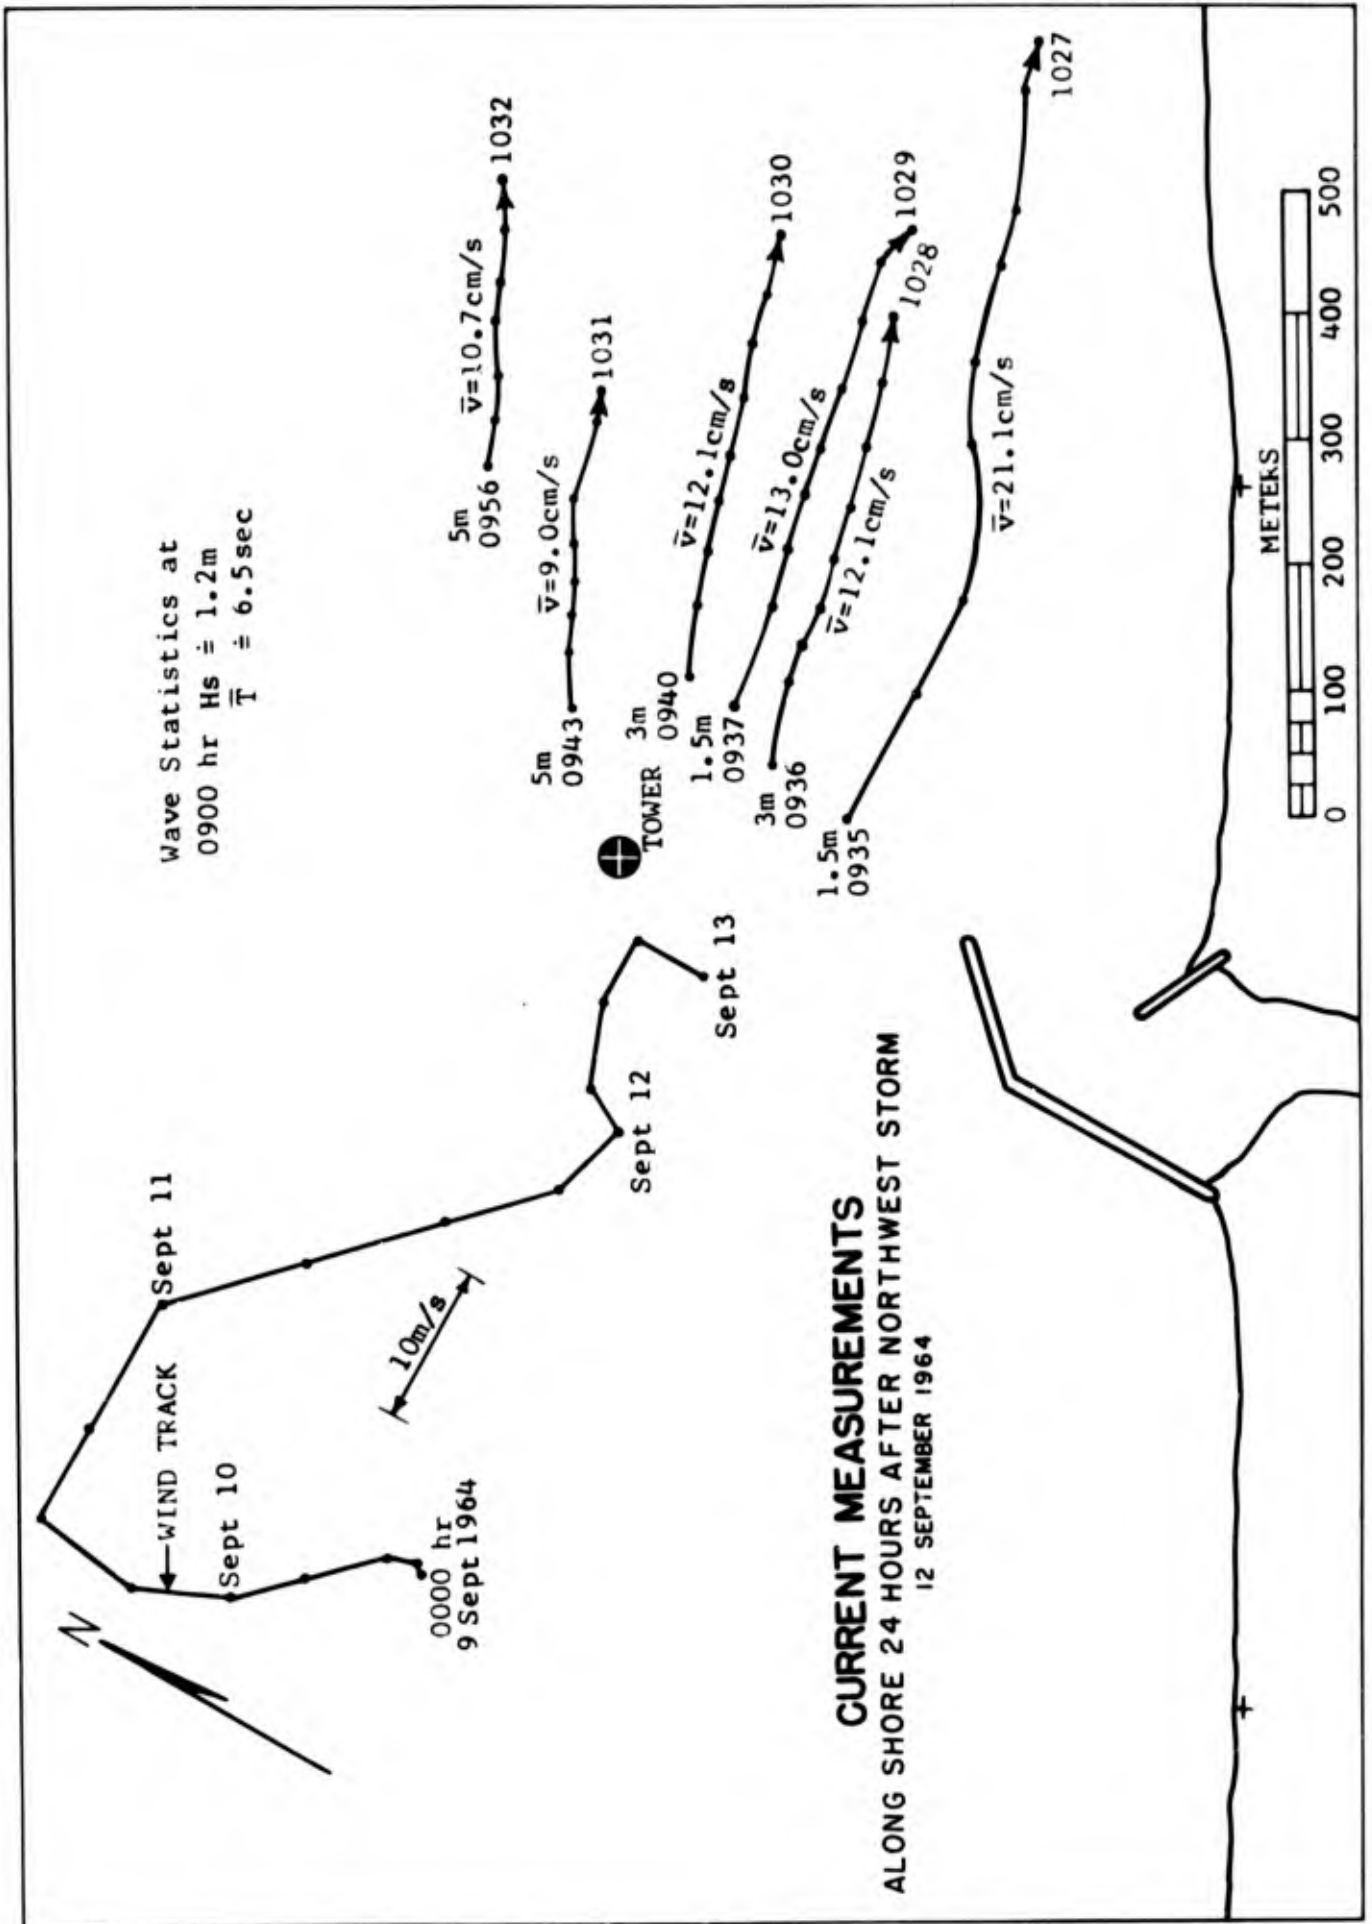 Wave Statistics at
0900 hr Hs ≐ 1.2m
T̅ ≐ 6.5sec
N
WIND TRACK
Sept 10
Sept 11
0000 hr
9 Sept 1964
10m/s
Sept 12
Sept 13
TOWER
5m
0956
v̅=10.7cm/s
1032
5m
0943
v̅=9.0cm/s
1031
3m
0940
v̅=12.1cm/s
1030
1.5m
0937
v̅=13.0cm/s
1029
3m
0936
v̅=12.1cm/s
1028
1.5m
0935
v̅=21.1cm/s
1027
CURRENT MEASUREMENTS
ALONG SHORE 24 HOURS AFTER NORTHWEST STORM
12 SEPTEMBER 1964
METERS
0 100 200 300 400 500